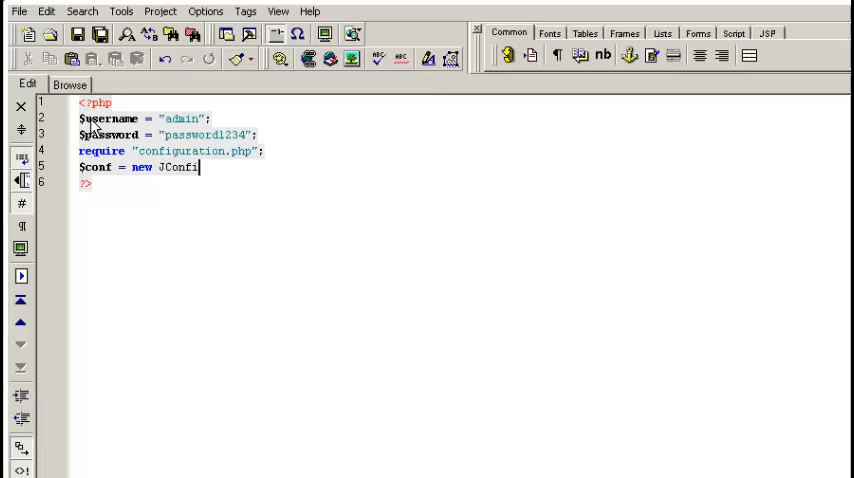 File Edit Search Tools Project Options Tags View Help
Common Fonts Tables Frames Lists Forms Script JSP
¶ nb
Edit Browse
1 <?php
2 $username = "admin";
3 $password = "password1234";
4 require "configuration.php";
5 $conf = new JConfi
6 ?>
#
¶
<>!